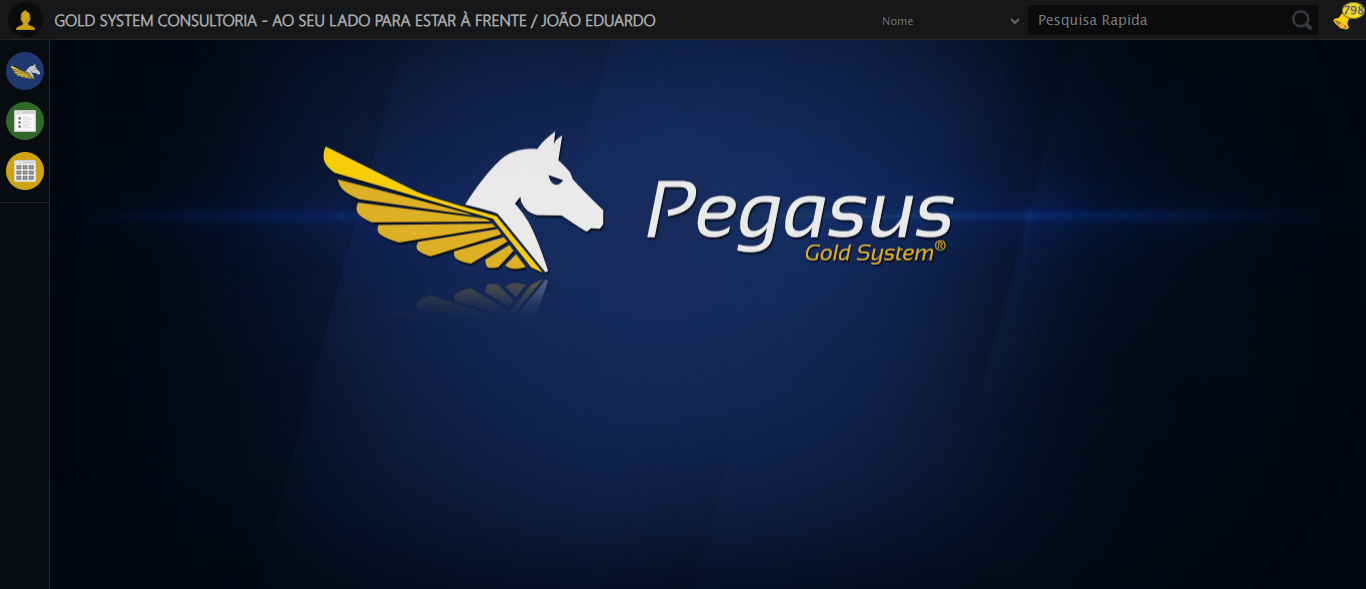 GOLD SYSTEM CONSULTORIA - AO SEU LADO PARA ESTAR À FRENTE / JOÃO EDUARDO
Nome
Pesquisa Rapida
798
Pegasus
Gold System®